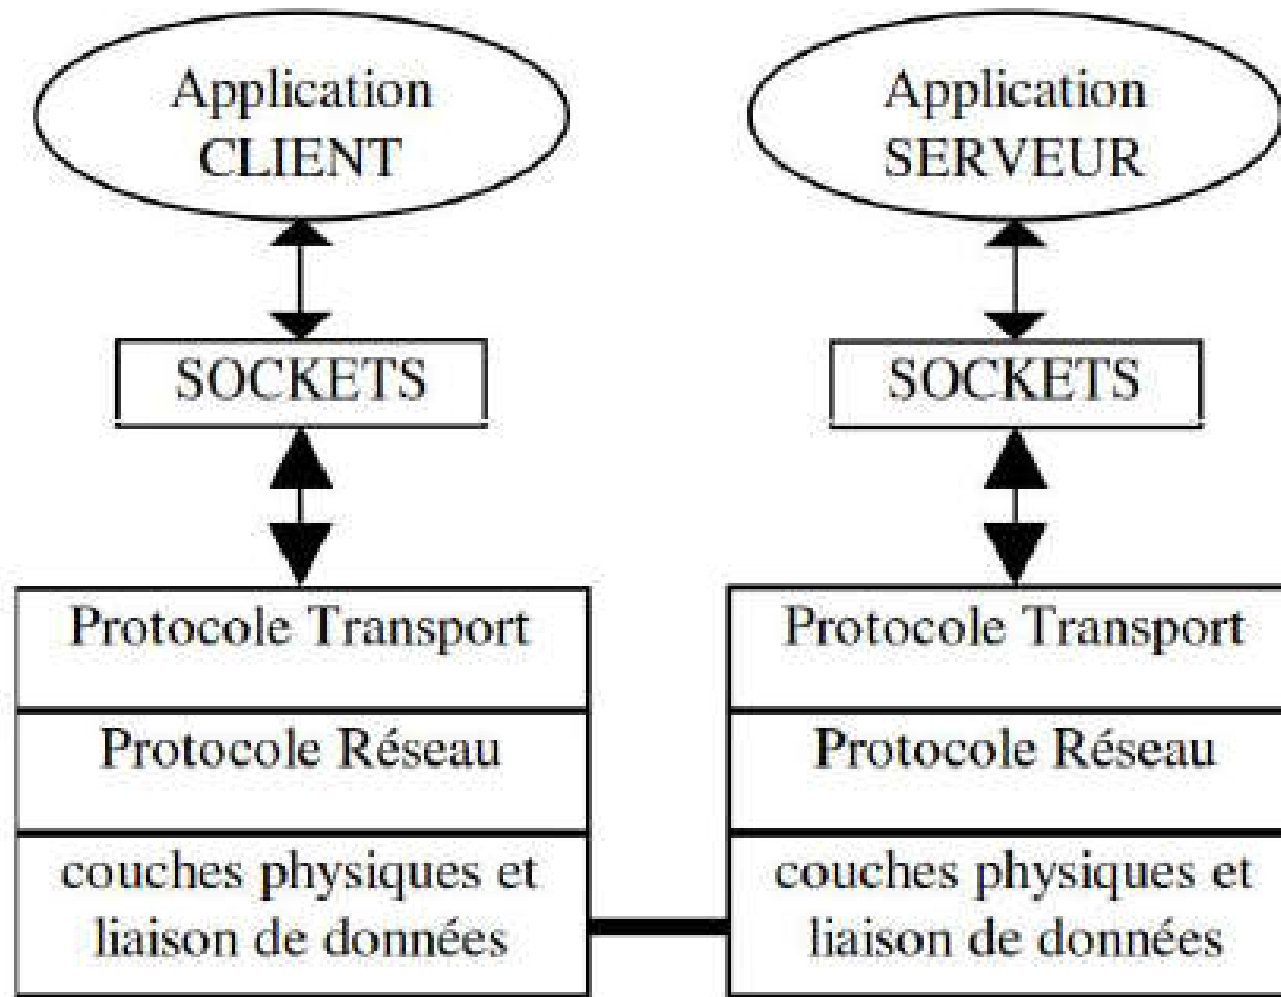 Application
CLIENT
SOCKETS
Protocole Transport
Protocole Réseau
couches physiques et
liaison de données
Application
SERVEUR
SOCKETS
Protocole Transport
Protocole Réseau
couches physiques et
liaison de données